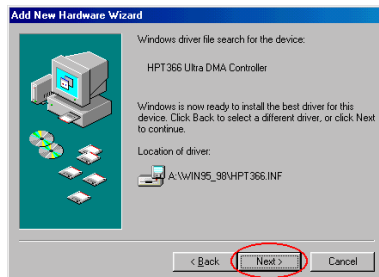 Add New Hardware Wizard
Windows driver file search for the device:
HPT366 Ultra DMA Controller
Windows is now ready to install the best driver for this
device. Click Back to select a different driver, or click Next
to continue.
Location of driver:
A:\WIN95_98\HPT366.INF
< Back
Next >
Cancel